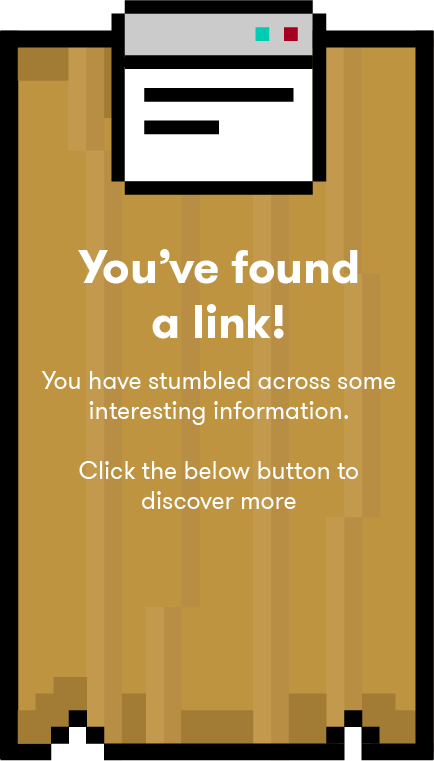 You’ve found
a link!
You have stumbled across some
interesting information.
Click the below button to
discover more